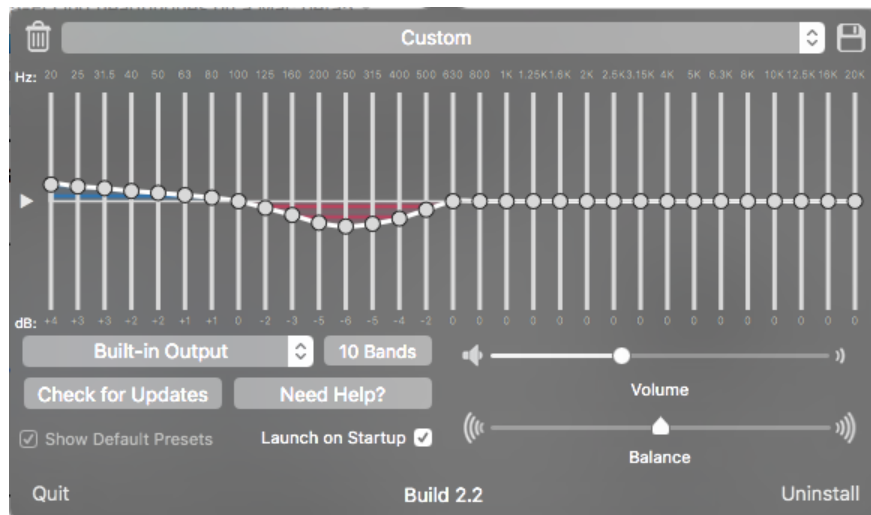 Custom
Hz: 20 25 31.5 40 50 63 80 100 125 160 200 250 315 400 500 630 800 1K 1.25K 1.6K 2K 2.5K 3.15K 4K 5K 6.3K 8K 10K 12.5K 16K 20K
dB: +4 +3 +3 +2 +2 +1 +1 0 -2 -3 -5 -6 -5 -4 -2 0 0 0 0 0 0 0 0 0 0 0 0 0 0 0 0
Built-in Output 10 Bands
Check for Updates Need Help?
Volume
Show Default Presets Launch on Startup
Balance
Quit Build 2.2 Uninstall